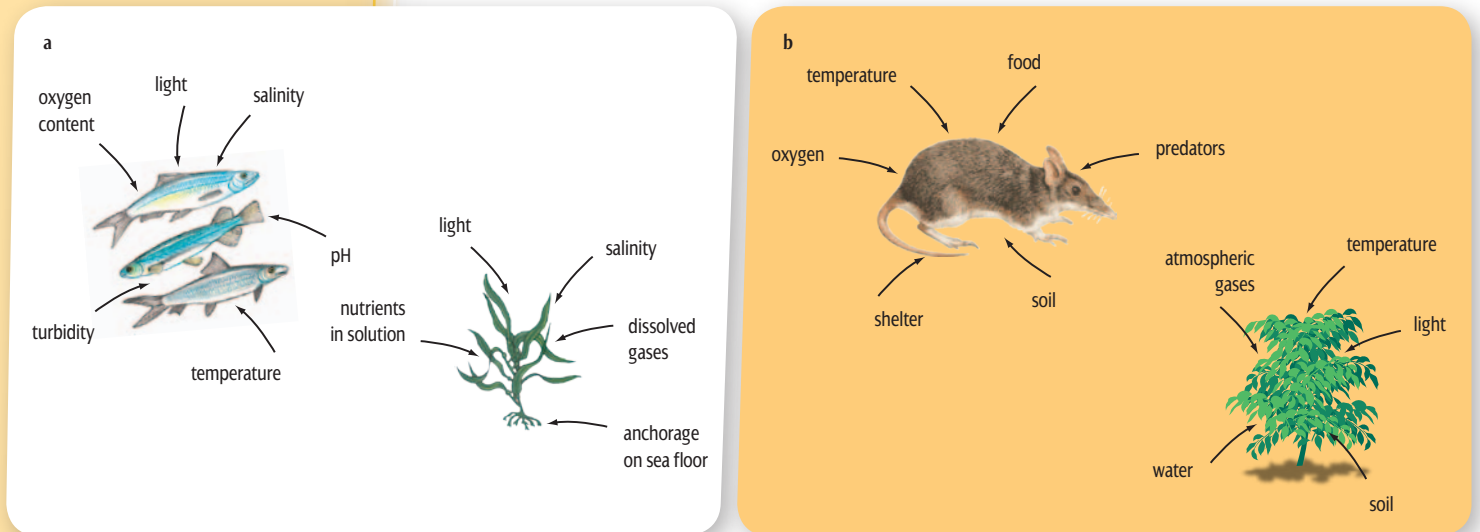 a
light
oxygen
content
salinity
pH
turbidity
temperature
light
salinity
nutrients
in solution
dissolved
gases
anchorage
on sea floor
b
temperature
food
oxygen
predators
shelter
soil
atmospheric
gases
temperature
light
water
soil